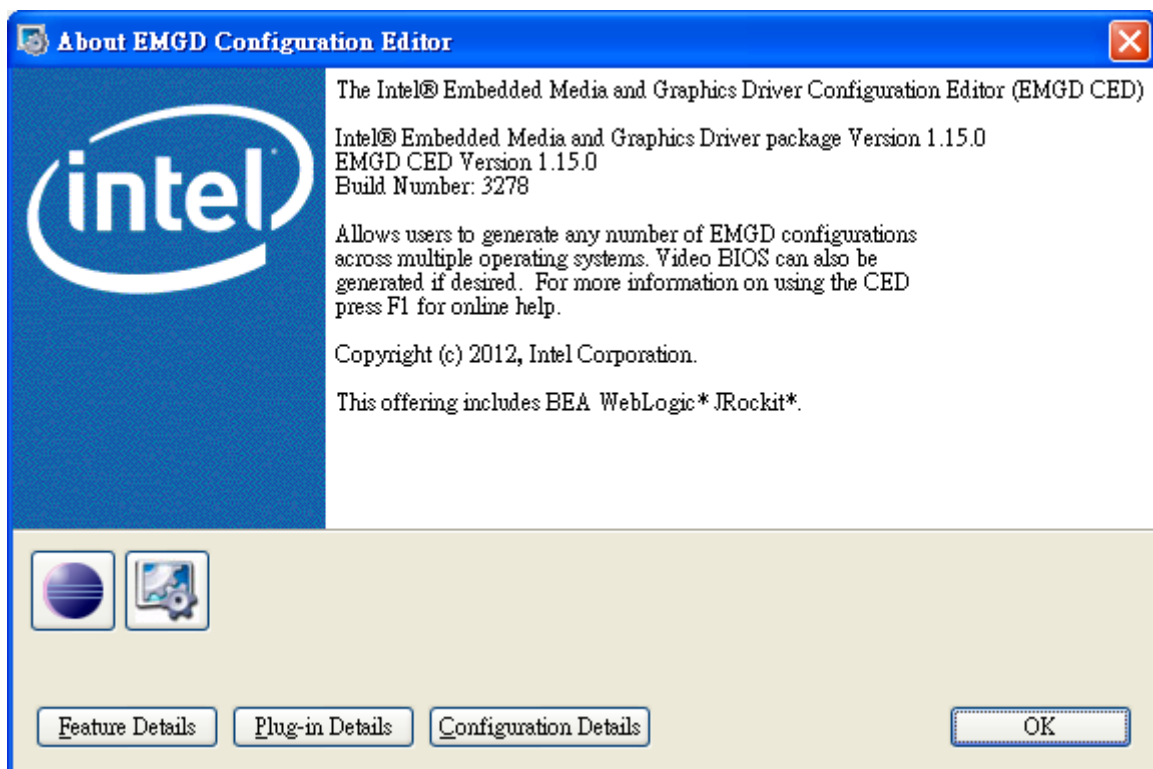 About EMGD Configuration Editor
intel
The Intel® Embedded Media and Graphics Driver Configuration Editor (EMGD CED)
Intel® Embedded Media and Graphics Driver package Version 1.15.0
EMGD CED Version 1.15.0
Build Number: 3278
Allows users to generate any number of EMGD configurations
across multiple operating systems. Video BIOS can also be
generated if desired.  For more information on using the CED
press F1 for online help.
Copyright (c) 2012, Intel Corporation.
This offering includes BEA WebLogic* JRockit*.
Feature Details
Plug-in Details
Configuration Details
OK